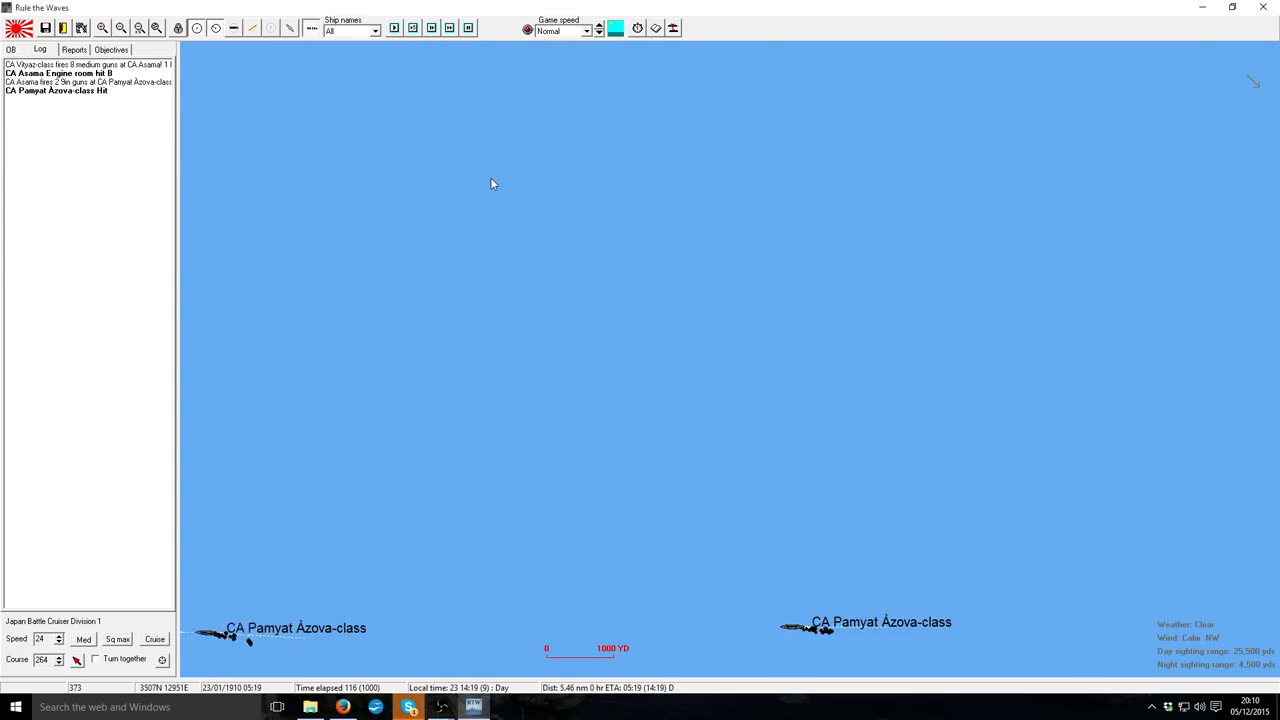 Rule the Waves
Ship names
All
Game speed
Normal
OB
Log
Reports
Objectives
CA Vityaz-class fires 8 medium guns at CA Asama! 1 
CA Asama Engine room hit B
CA Asama fires 2 9in guns at CA Pamyat Àzova-class
CA Pamyat Àzova-class Hit
CA Pamyat Àzova-class
CA Pamyat Àzova-class
0 1000 YD
Weather: Clear
Wind: Calm NW
Day sighting range: 25,500 yds
Night sighting range: 4,500 yds
Japan Battle Cruiser Division 1
Speed 24 Med Sq max Cruise
Course 264 Turn together
373 3507N 12951E 23/01/1910 05:19 Time elapsed 116 (1000) Local time: 23 14:19 (9) : Day Dist: 5.46 nm 0 hr ETA: 05:19 (14:19) D
Search the web and Windows
RTW
20:10
05/12/2015